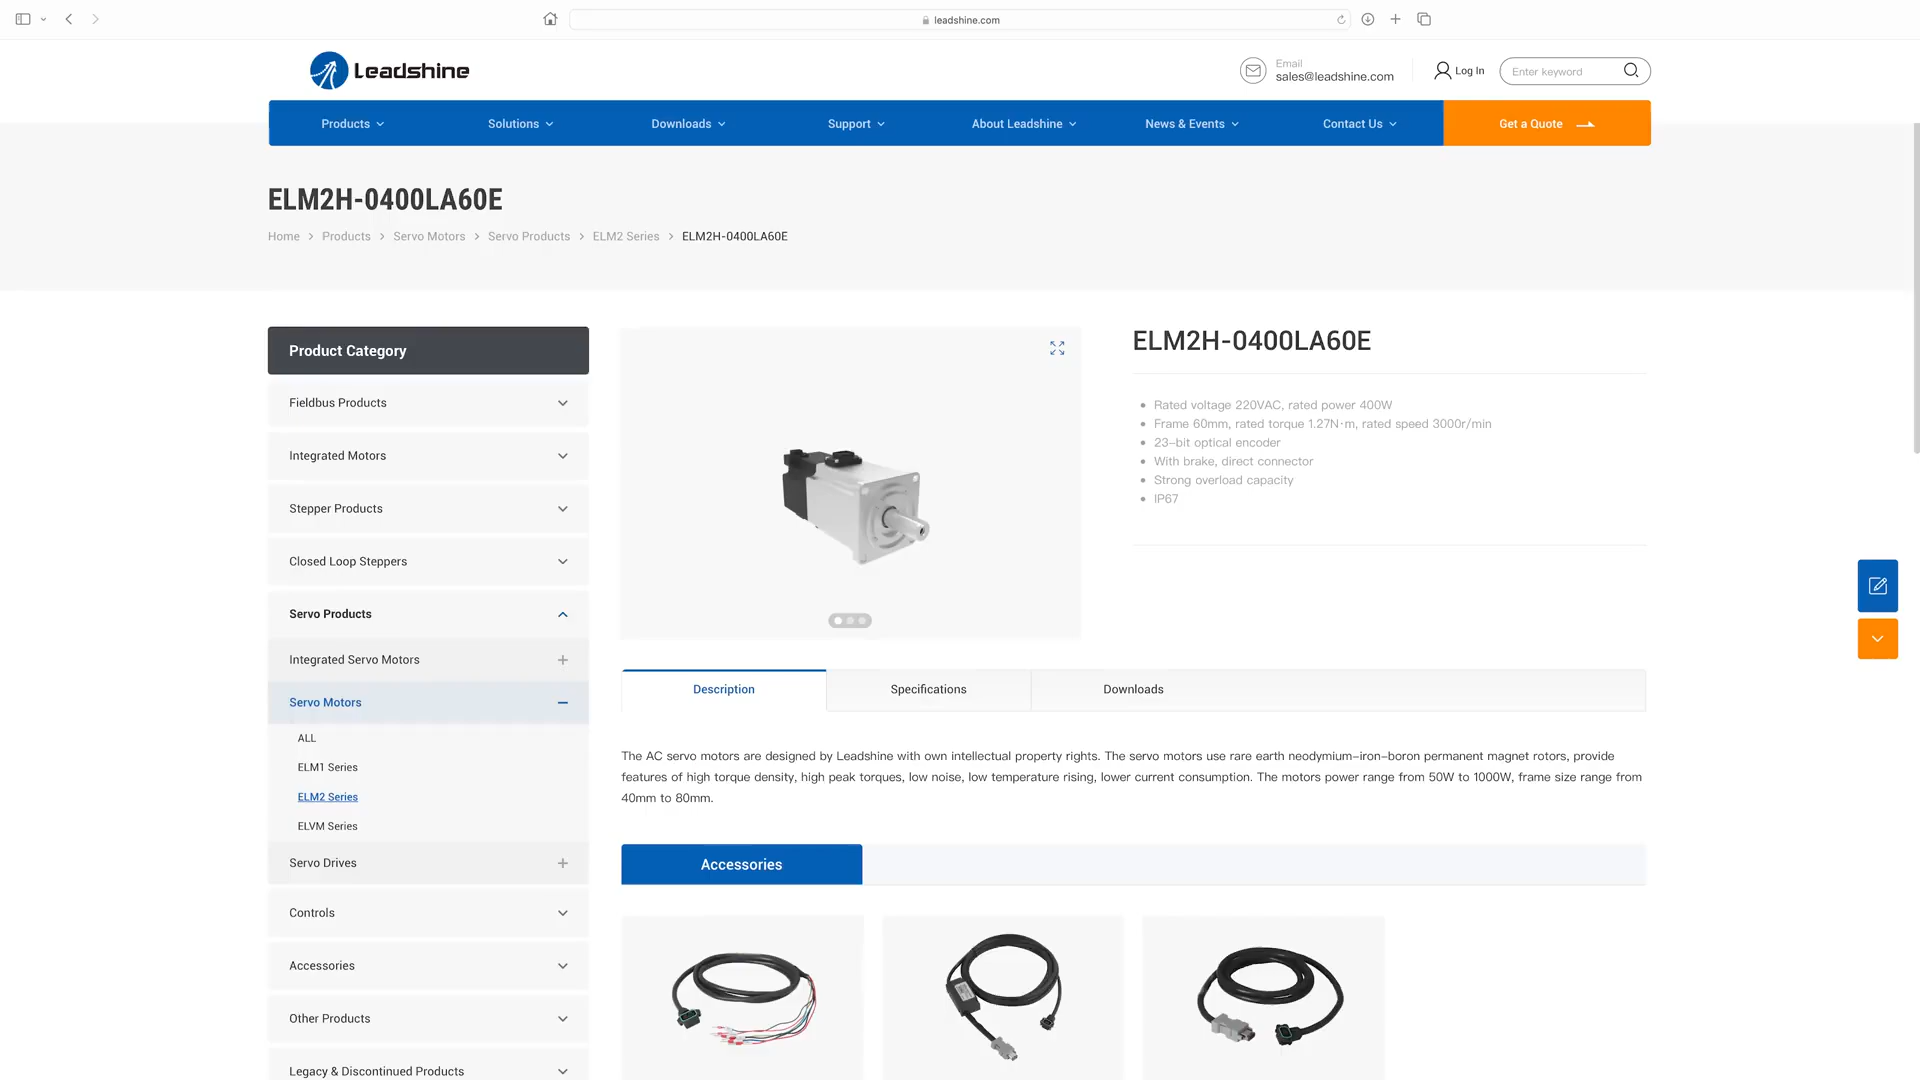 leadshine.com
Leadshine
Email
sales@leadshine.com
Log In
Enter keyword
Products
Solutions
Downloads
Support
About Leadshine
News & Events
Contact Us
Get a Quote
ELM2H-0400LA60E
Home > Products > Servo Motors > Servo Products > ELM2 Series > ELM2H-0400LA60E
Product Category
Fieldbus Products
Integrated Motors
Stepper Products
Closed Loop Steppers
Servo Products
Integrated Servo Motors
Servo Motors
ALL
ELM1 Series
ELM2 Series
ELVM Series
Servo Drives
Controls
Accessories
Other Products
Legacy & Discontinued Products
ELM2H-0400LA60E
Rated voltage 220VAC, rated power 400W
Frame 60mm, rated torque 1.27N·m, rated speed 3000r/min
23-bit optical encoder
With brake, direct connector
Strong overload capacity
IP67
Description
Specifications
Downloads
The AC servo motors are designed by Leadshine with own intellectual property rights. The servo motors use rare earth neodymium-iron-boron permanent magnet rotors, provide
features of high torque density, high peak torques, low noise, low temperature rising, lower current consumption. The motors power range from 50W to 1000W, frame size range from
40mm to 80mm.
Accessories